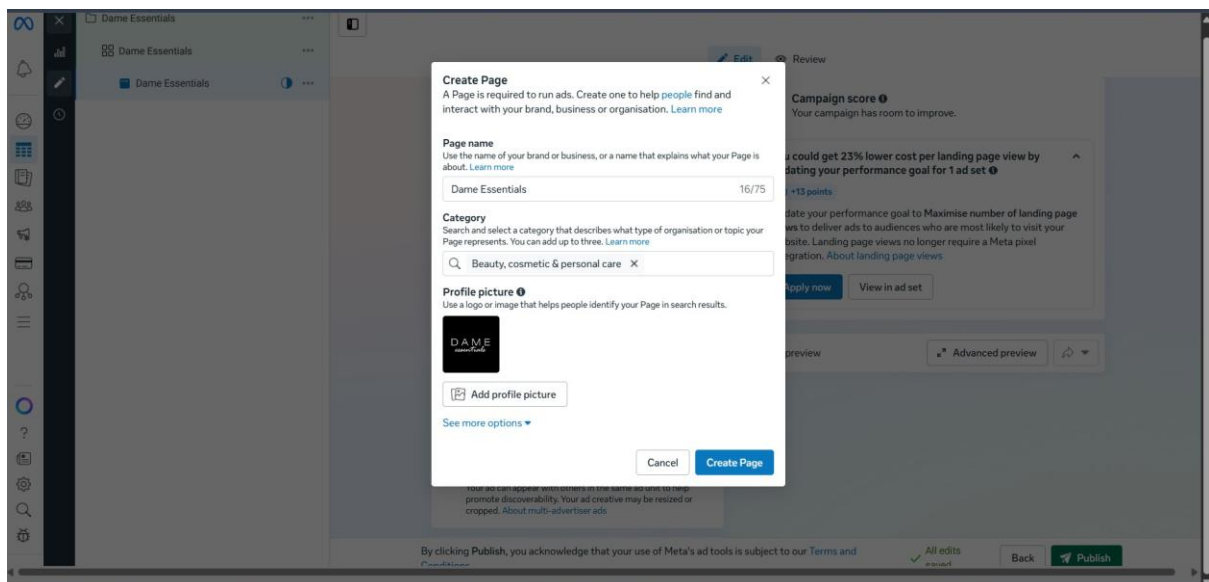 Dame Essentials
Dame Essentials
Dame Essentials
Edit
Review
Create Page
A Page is required to run ads. Create one to help people find and
interact with your brand, business or organisation. Learn more
Page name
Use the name of your brand or business, or a name that explains what your Page is
about. Learn more
Dame Essentials
16/75
Category
Search and select a category that describes what type of organisation or topic your
Page represents. You can add up to three. Learn more
Beauty, cosmetic & personal care
Profile picture
Use a logo or image that helps people identify your Page in search results.
DAME
essentials
Add profile picture
See more options
Cancel
Create Page
Campaign score
Your campaign has room to improve.
u could get 23% lower cost per landing page view by
dating your performance goal for 1 ad set
+13 points
date your performance goal to Maximise number of landing page
ws to deliver ads to audiences who are most likely to visit your
bsite. Landing page views no longer require a Meta pixel
egration. About landing page views
Apply now
View in ad set
preview
Advanced preview
Your ad can appear with others in the same ad unit to help
promote discoverability. Your ad creative may be resized or
cropped. About multi-advertiser ads
By clicking Publish, you acknowledge that your use of Meta's ad tools is subject to our Terms and
Conditions
All edits
saved
Back
Publish